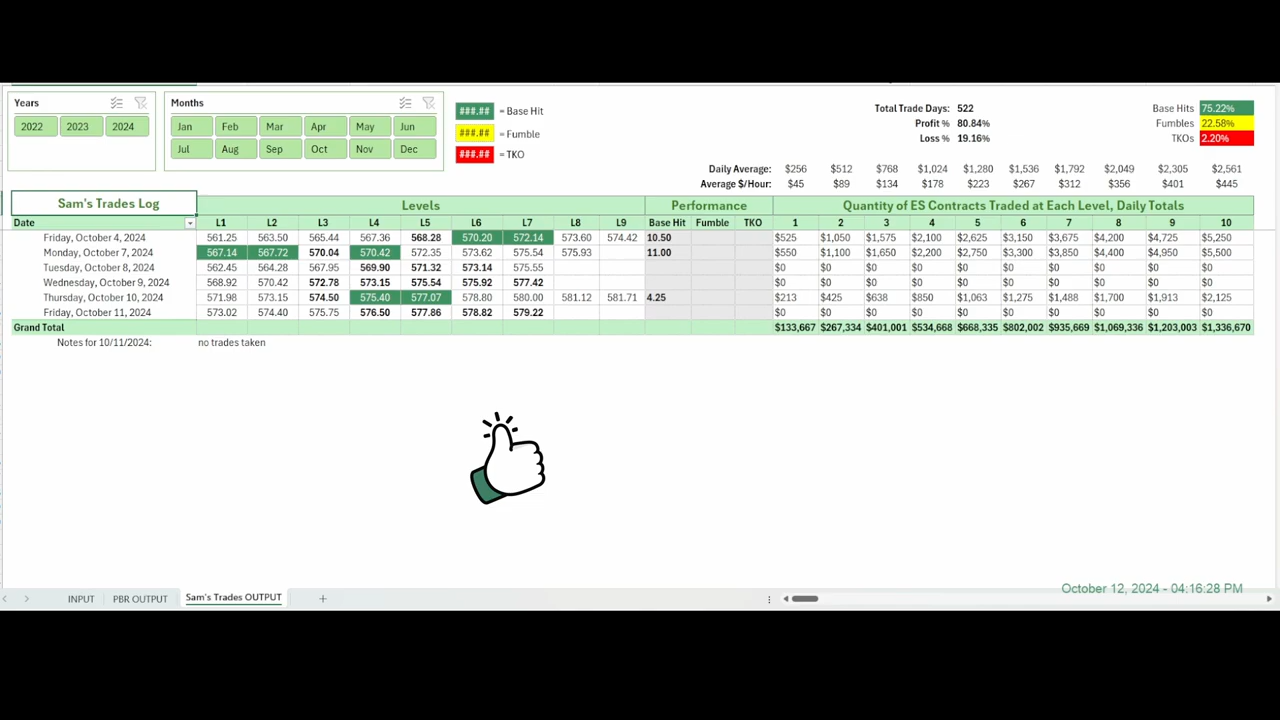 Years
2022 2023 2024
Months
Jan Feb Mar Apr May Jun
Jul Aug Sep Oct Nov Dec
###.## = Base Hit
###.## = Fumble
###.## = TKO
Total Trade Days: 522
Profit % 80.84%
Loss % 19.16%
Base Hits 75.22%
Fumbles 22.58%
TKOs 2.20%
Daily Average: $256 $512 $768 $1,024 $1,280 $1,536 $1,792 $2,049 $2,305 $2,561
Average $/Hour: $45 $89 $134 $178 $223 $267 $312 $356 $401 $445
Sam's Trades Log Levels Performance Quantity of ES Contracts Traded at Each Level, Daily Totals
Date L1 L2 L3 L4 L5 L6 L7 L8 L9 Base Hit Fumble TKO 1 2 3 4 5 6 7 8 9 10
Friday, October 4, 2024 561.25 563.50 565.44 567.36 568.28 570.20 572.14 573.60 574.42 10.50 $525 $1,050 $1,575 $2,100 $2,625 $3,150 $3,675 $4,200 $4,725 $5,250
Monday, October 7, 2024 567.14 567.72 570.04 570.42 572.35 573.62 575.54 575.93 11.00 $550 $1,100 $1,650 $2,200 $2,750 $3,300 $3,850 $4,400 $4,950 $5,500
Tuesday, October 8, 2024 562.45 564.28 567.95 569.90 571.32 573.14 575.55 $0 $0 $0 $0 $0 $0 $0 $0 $0 $0
Wednesday, October 9, 2024 568.92 570.42 572.78 573.15 575.54 575.92 577.42 $0 $0 $0 $0 $0 $0 $0 $0 $0 $0
Thursday, October 10, 2024 571.98 573.15 574.50 575.40 577.07 578.80 580.00 581.12 581.71 4.25 $213 $425 $638 $850 $1,063 $1,275 $1,488 $1,700 $1,913 $2,125
Friday, October 11, 2024 573.02 574.40 575.75 576.50 577.86 578.82 579.22 $0 $0 $0 $0 $0 $0 $0 $0 $0 $0
Grand Total $133,667 $267,334 $401,001 $534,668 $668,335 $802,002 $935,669 $1,069,336 $1,203,003 $1,336,670
Notes for 10/11/2024: no trades taken
October 12, 2024 - 04:16:28 PM
INPUT PBR OUTPUT Sam's Trades OUTPUT